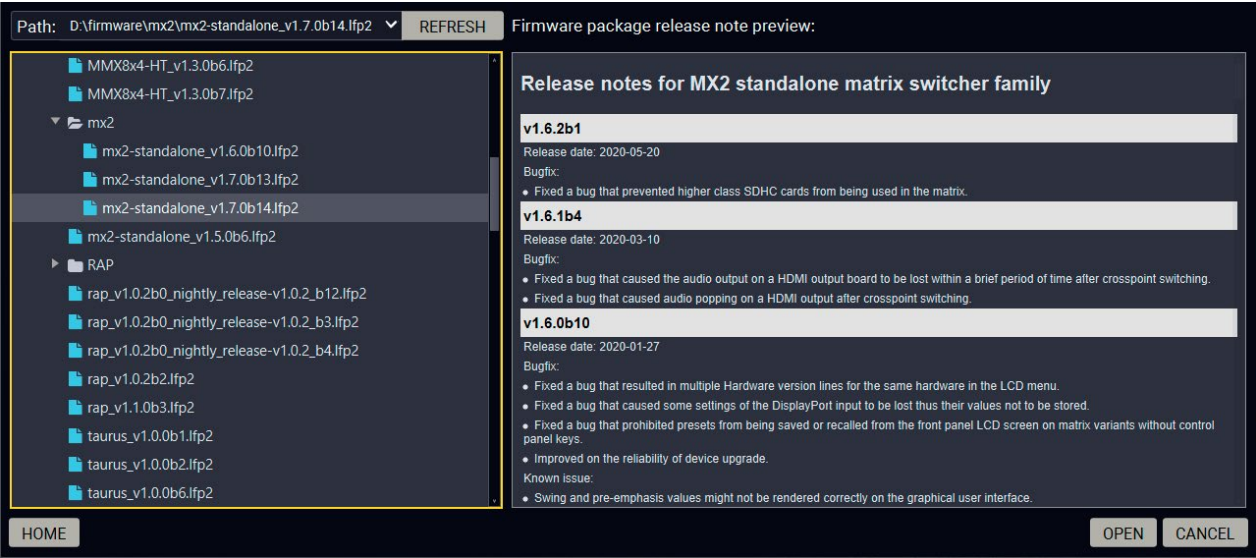 Path: D:\firmware\mx2\mx2-standalone_v1.7.0b14.lfp2 REFRESH
Firmware package release note preview:
MMX8x4-HT_v1.3.0b6.lfp2
MMX8x4-HT_v1.3.0b7.lfp2
mx2
mx2-standalone_v1.6.0b10.lfp2
mx2-standalone_v1.7.0b13.lfp2
mx2-standalone_v1.7.0b14.lfp2
mx2-standalone_v1.5.0b6.lfp2
RAP
rap_v1.0.2b0_nightly_release-v1.0.2_b12.lfp2
rap_v1.0.2b0_nightly_release-v1.0.2_b3.lfp2
rap_v1.0.2b0_nightly_release-v1.0.2_b4.lfp2
rap_v1.0.2b2.lfp2
rap_v1.1.0b3.lfp2
taurus_v1.0.0b1.lfp2
taurus_v1.0.0b2.lfp2
taurus_v1.0.0b6.lfp2
Release notes for MX2 standalone matrix switcher family
v1.6.2b1
Release date: 2020-05-20
Bugfix:
• Fixed a bug that prevented higher class SDHC cards from being used in the matrix.
v1.6.1b4
Release date: 2020-03-10
Bugfix:
• Fixed a bug that caused the audio output on a HDMI output board to be lost within a brief period of time after crosspoint switching.
• Fixed a bug that caused audio popping on a HDMI output after crosspoint switching.
v1.6.0b10
Release date: 2020-01-27
Bugfix:
• Fixed a bug that resulted in multiple Hardware version lines for the same hardware in the LCD menu.
• Fixed a bug that caused some settings of the DisplayPort input to be lost thus their values not to be stored.
• Fixed a bug that prohibited presets from being saved or recalled from the front panel LCD screen on matrix variants without control
panel keys.
• Improved on the reliability of device upgrade.
Known issue:
• Swing and pre-emphasis values might not be rendered correctly on the graphical user interface.
HOME
OPEN CANCEL